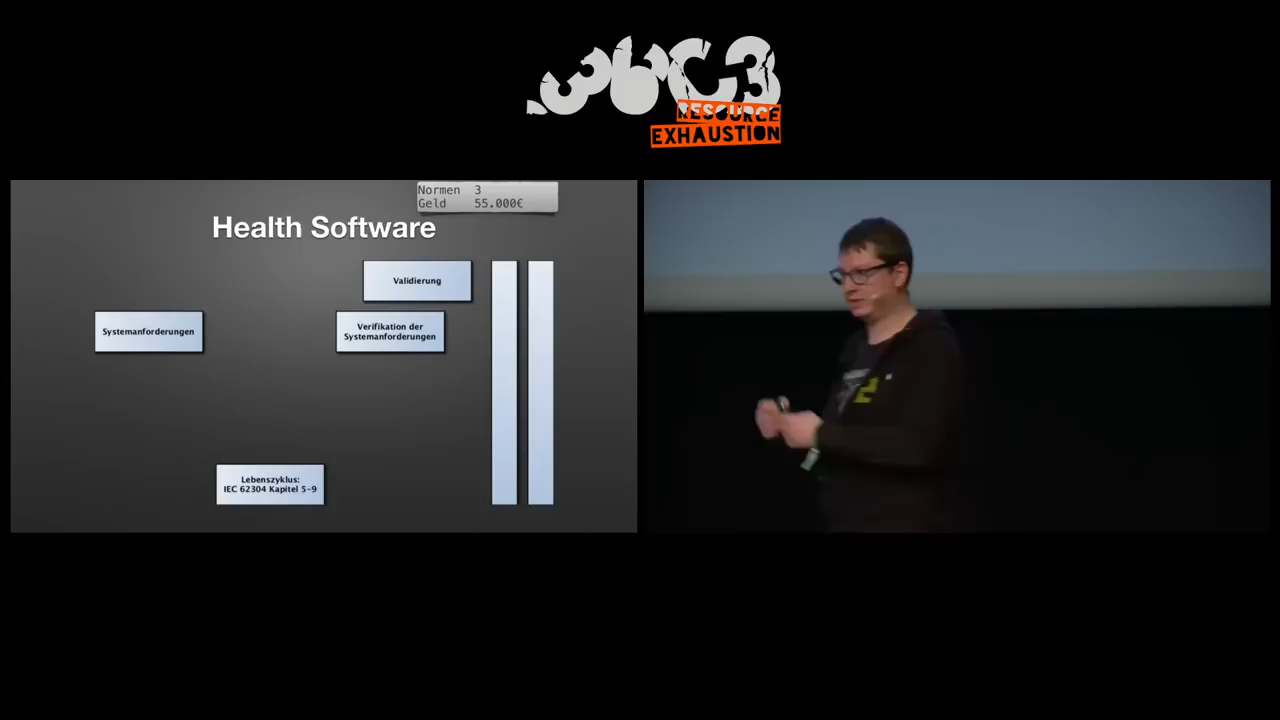 36C3
RESOURCE
EXHAUSTION
Normen 3
Geld 55.000€
Health Software
Validierung
Systemanforderungen
Verifikation der
Systemanforderungen
Lebenszyklus:
IEC 62304 Kapitel 5-9